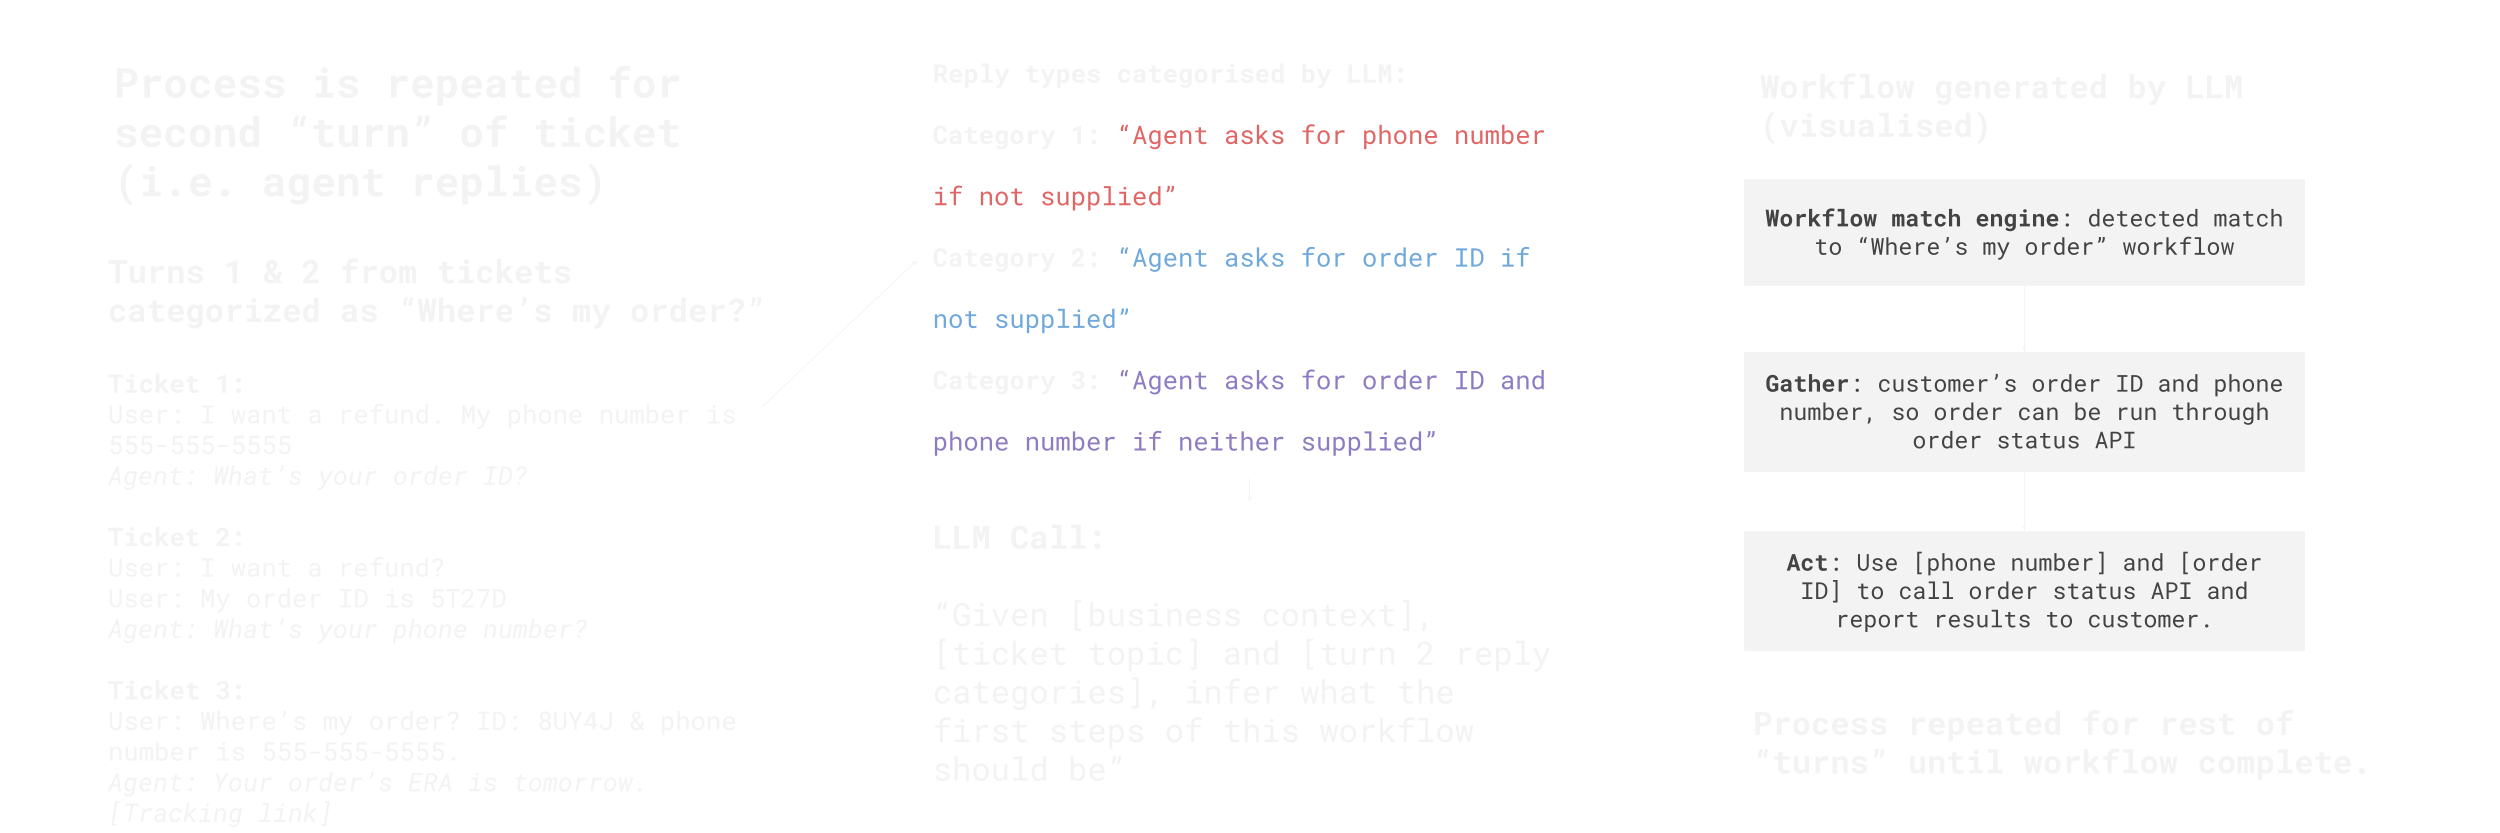 Process is repeated for
second “turn” of ticket
(i.e. agent replies)
Turns 1 & 2 from tickets
categorized as “Where’s my order?”
Ticket 1:
User: I want a refund. My phone number is
555-555-5555
Agent: What’s your order ID?
Ticket 2:
User: I want a refund?
User: My order ID is 5T27D
Agent: What’s your phone number?
Ticket 3:
User: Where’s my order? ID: 8UY4J & phone
number is 555-555-5555.
Agent: Your order’s ERA is tomorrow.
[Tracking link]
Reply types categorised by LLM:
Category 1: “Agent asks for phone number
if not supplied”
Category 2: “Agent asks for order ID if
not supplied”
Category 3: “Agent asks for order ID and
phone number if neither supplied”
LLM Call:
“Given [business context],
[ticket topic] and [turn 2 reply
categories], infer what the
first steps of this workflow
should be”
Workflow generated by LLM
(visualised)
Workflow match engine: detected match
to “Where’s my order” workflow
Gather: customer’s order ID and phone
number, so order can be run through
order status API
Act: Use [phone number] and [order
ID] to call order status API and
report results to customer.
Process repeated for rest of
“turns” until workflow complete.